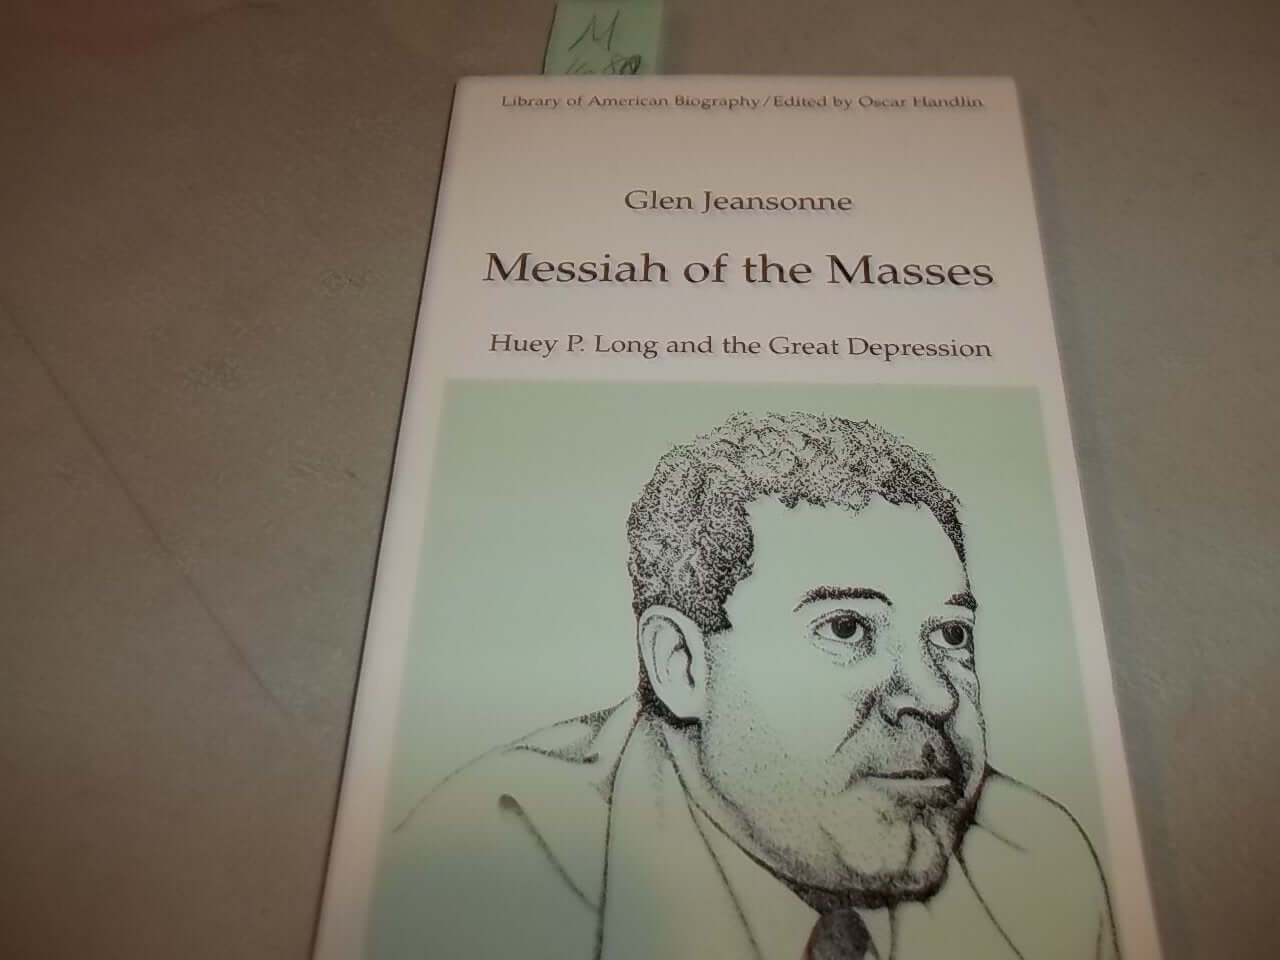 M
Library of American Biography/Edited by Oscar Handlin
Glen Jeansonne
Messiah of the Masses
Huey P. Long and the Great Depression